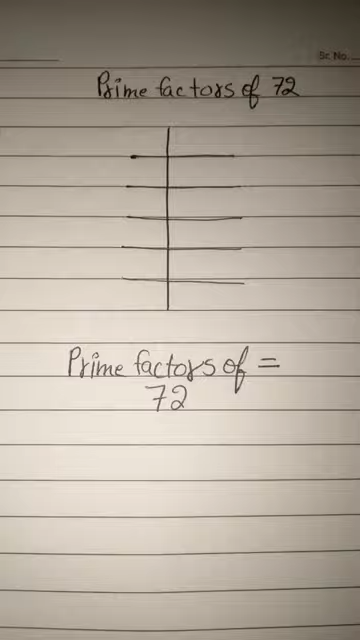 Sr. No.
Prime factors of 72
Prime factors of =
72